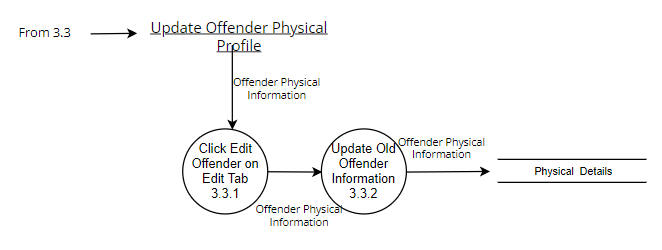 From 3.3
Update Offender Physical
Profile
Offender Physical
Information
Click Edit
Offender on
Edit Tab
3.3.1
Offender Physical
Information
Update Old
Offender
Information
3.3.2
Offender Physical
Information
Physical Details